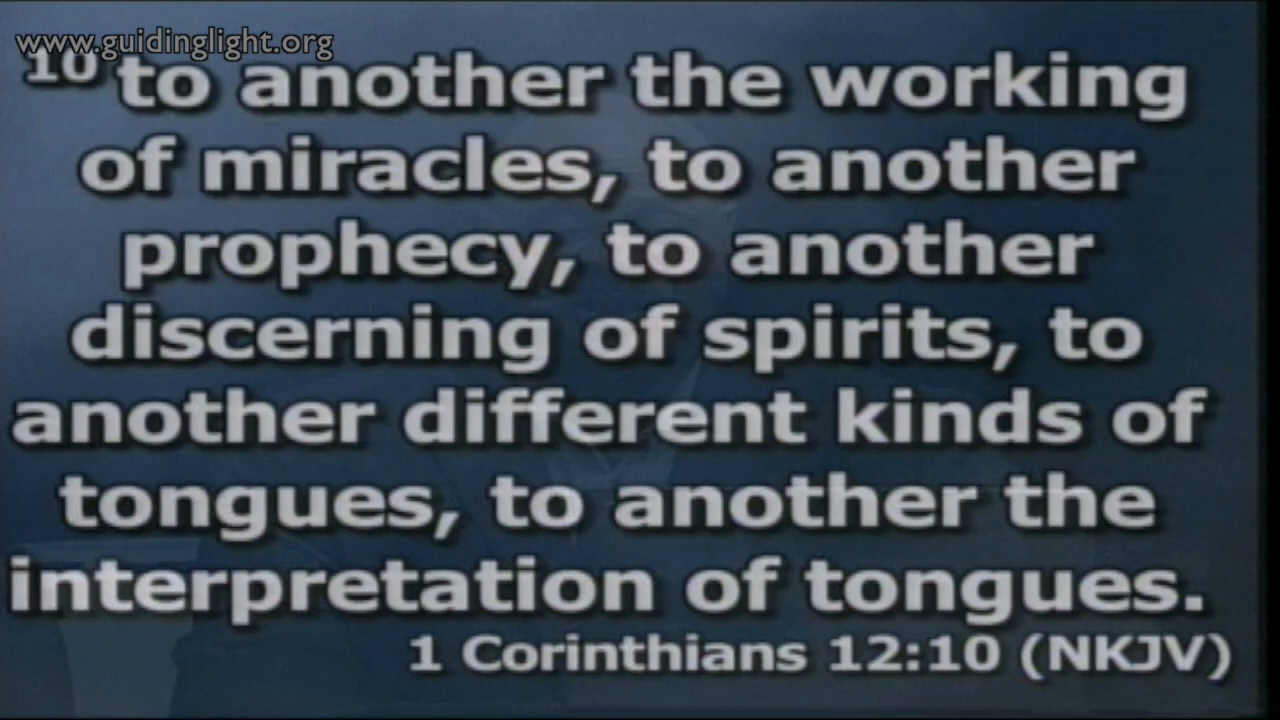 www.guidinglight.org
10 to another the working
of miracles, to another
prophecy, to another
discerning of spirits, to
another different kinds of
tongues, to another the
interpretation of tongues.
1 Corinthians 12:10 (NKJV)